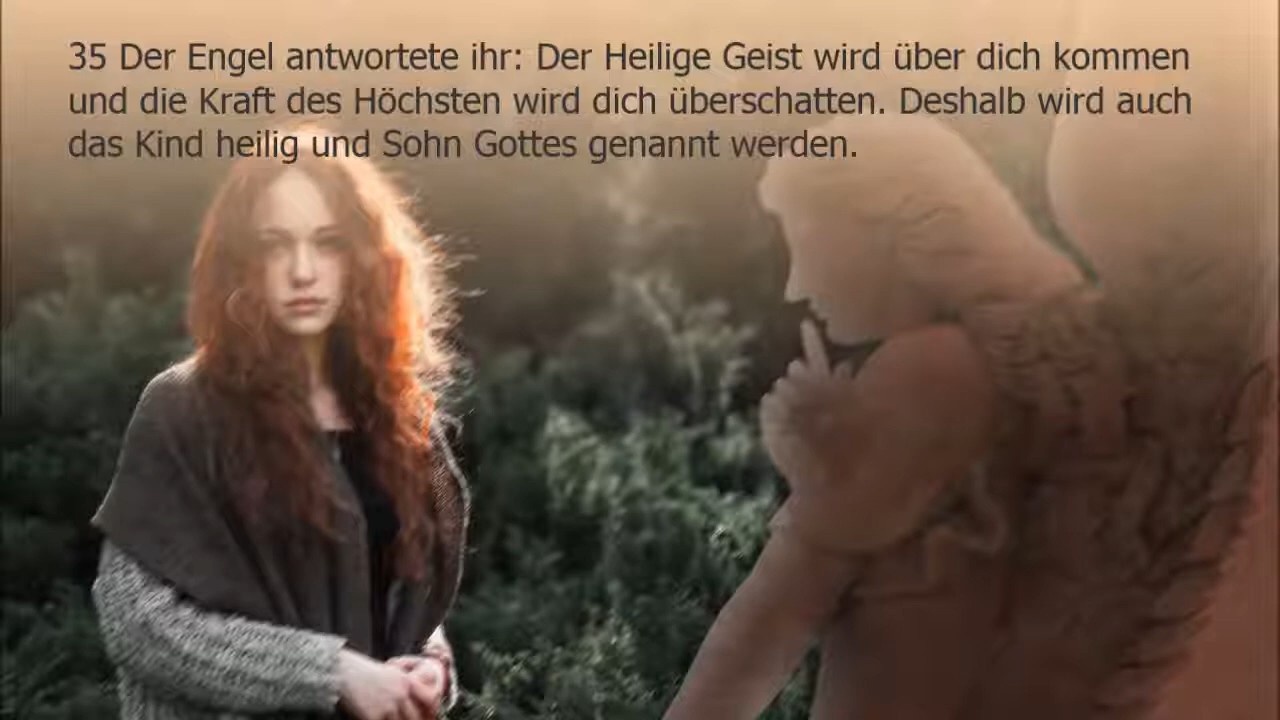 35 Der Engel antwortete ihr: Der Heilige Geist wird über dich kommen
und die Kraft des Höchsten wird dich überschatten. Deshalb wird auch
das Kind heilig und Sohn Gottes genannt werden.